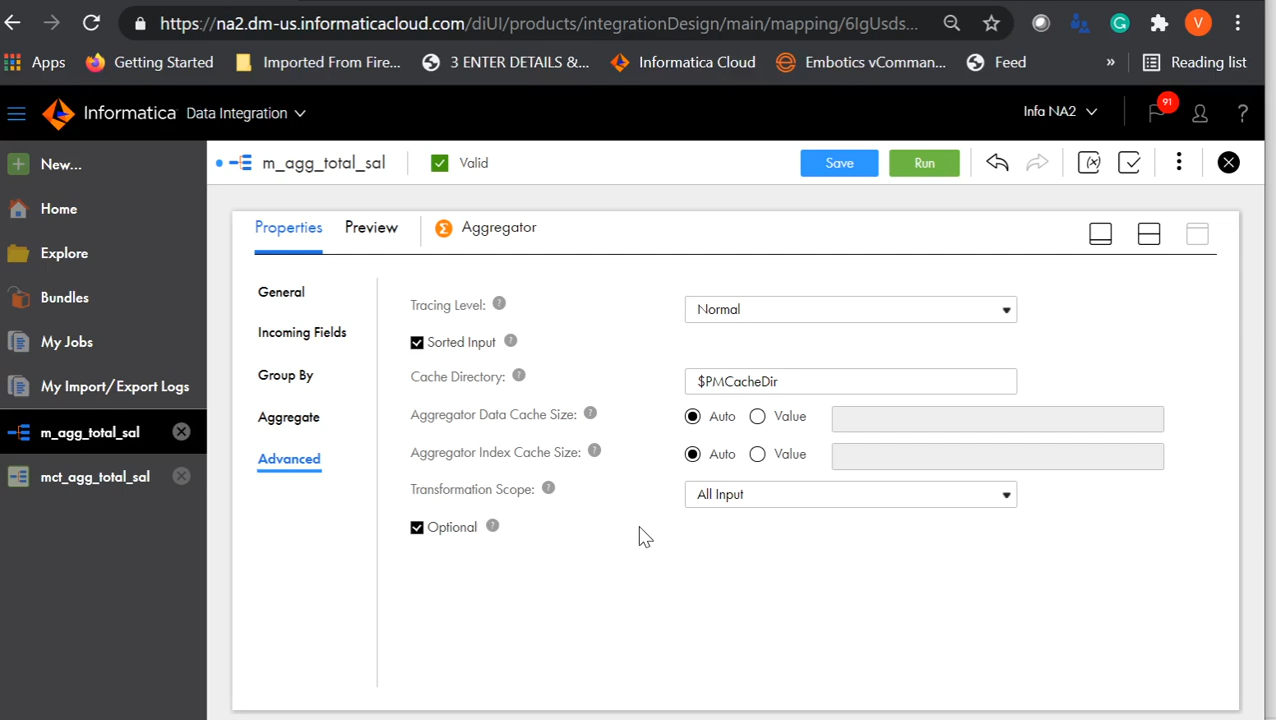 https://na2.dm-us.informaticacloud.com/diUI/products/integrationDesign/main/mapping/6IgUsds...
V
Apps
Getting Started
Imported From Fire...
3 ENTER DETAILS &...
Informatica Cloud
Embotics vComman...
Feed
»
Reading list
Informatica
Data Integration
Infa NA2
91
?
New...
Home
Explore
Bundles
My Jobs
My Import/Export Logs
m_agg_total_sal
mct_agg_total_sal
m_agg_total_sal
Valid
Save
Run
(x)
Properties
Preview
Σ
Aggregator
General
Incoming Fields
Group By
Aggregate
Advanced
Tracing Level: ?
Normal
Sorted Input ?
Cache Directory: ?
$PMCacheDir
Aggregator Data Cache Size: ?
Auto
Value
Aggregator Index Cache Size: ?
Auto
Value
Transformation Scope: ?
All Input
Optional ?